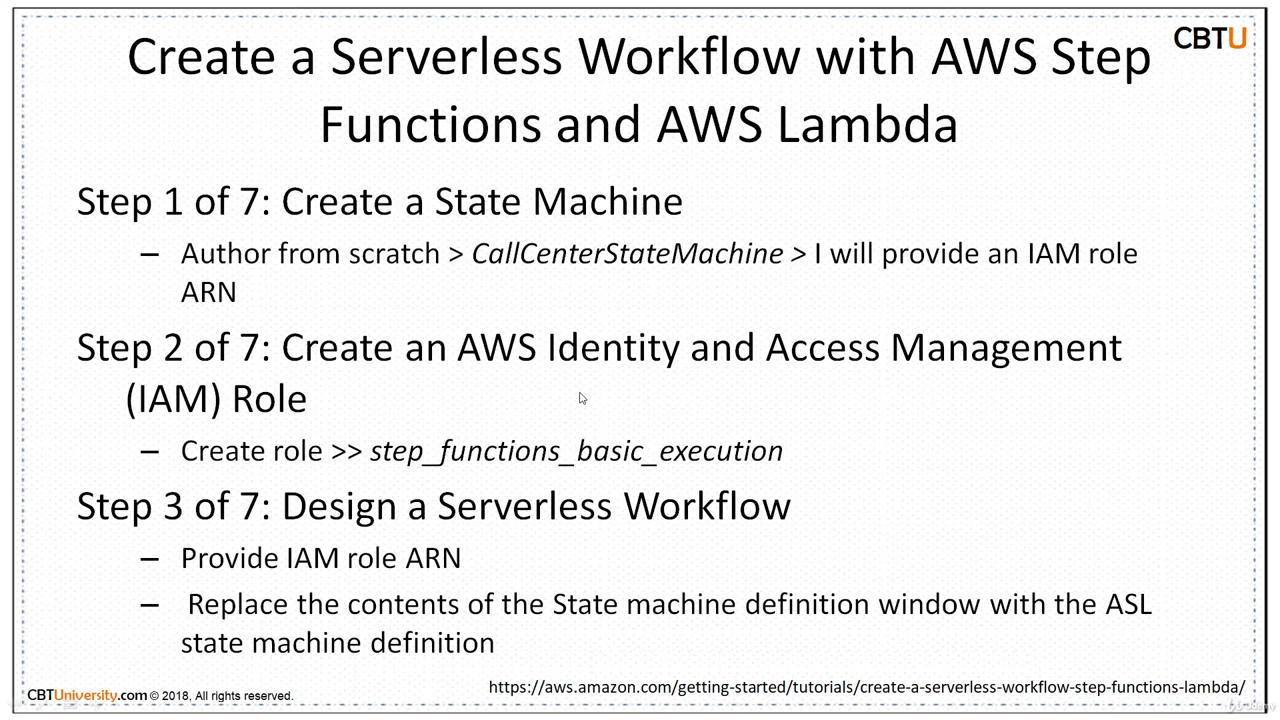 CBTU
Create a Serverless Workflow with AWS Step
Functions and AWS Lambda
Step 1 of 7: Create a State Machine
– Author from scratch > CallCenterStateMachine > I will provide an IAM role
ARN
Step 2 of 7: Create an AWS Identity and Access Management
(IAM) Role
– Create role >> step_functions_basic_execution
Step 3 of 7: Design a Serverless Workflow
– Provide IAM role ARN
– Replace the contents of the State machine definition window with the ASL
state machine definition
https://aws.amazon.com/getting-started/tutorials/create-a-serverless-workflow-step-functions-lambda/
CBTUniversity.com © 2018, All rights reserved.